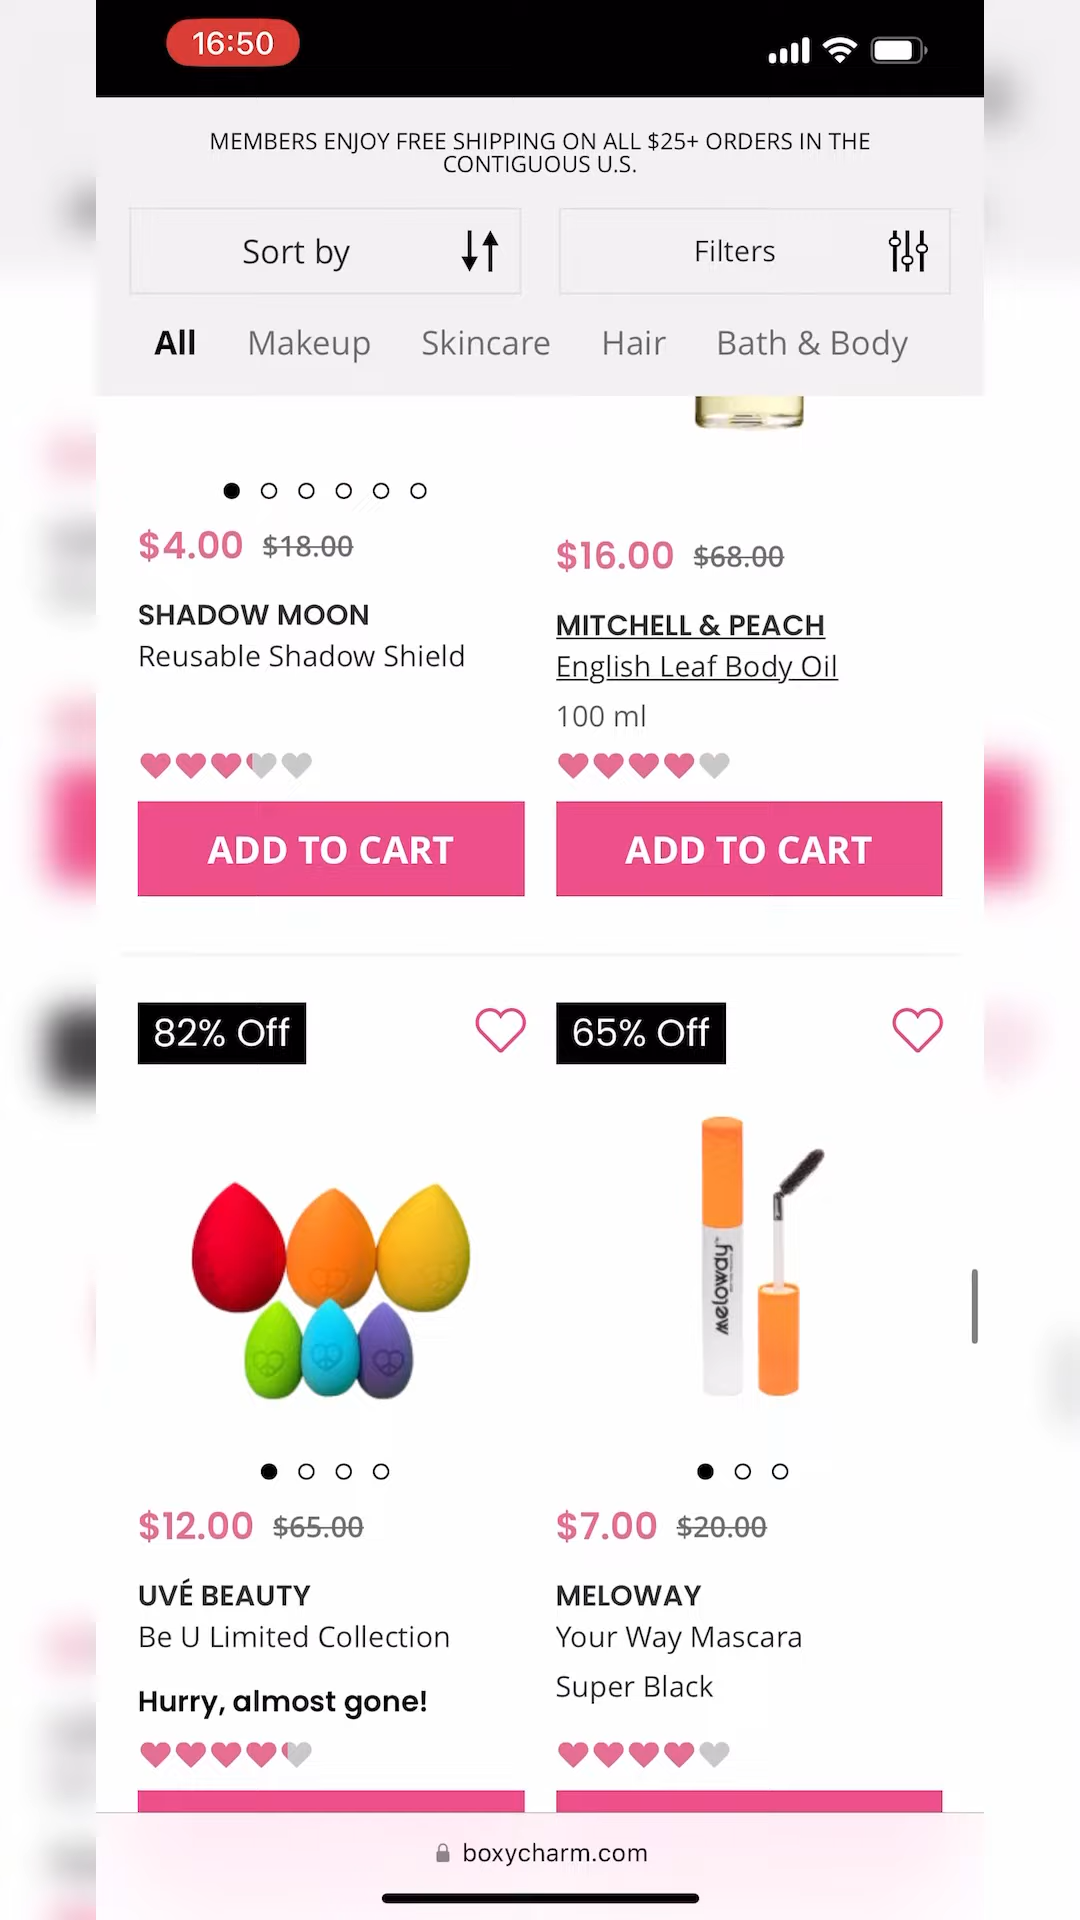 16:50
MEMBERS ENJOY FREE SHIPPING ON ALL $25+ ORDERS IN THE
CONTIGUOUS U.S.
Sort by
Filters
All Makeup Skincare Hair Bath & Body
$4.00 $18.00
SHADOW MOON
Reusable Shadow Shield
ADD TO CART
$16.00 $68.00
MITCHELL & PEACH
English Leaf Body Oil
100 ml
ADD TO CART
82% Off
$12.00 $65.00
UVÉ BEAUTY
Be U Limited Collection
Hurry, almost gone!
65% Off
meloway
$7.00 $20.00
MELOWAY
Your Way Mascara
Super Black
boxycharm.com